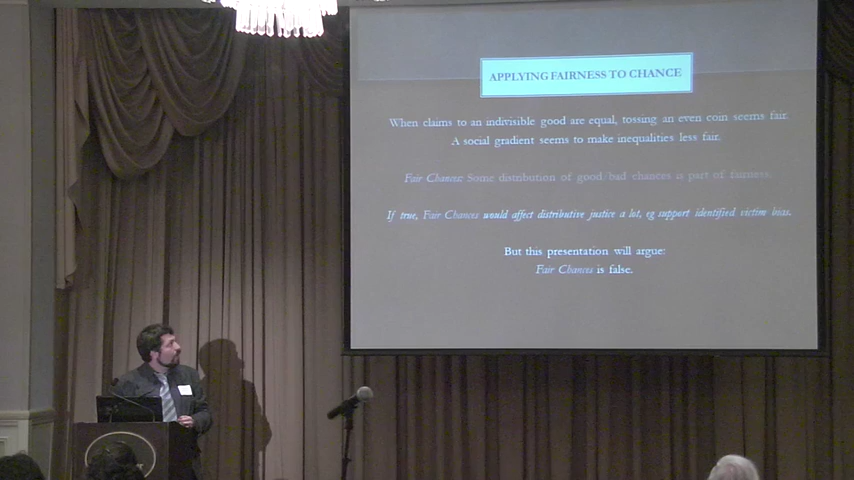 APPLYING FAIRNESS TO CHANCE
When claims to an indivisible good are equal, tossing an even coin seems fair.
A social gradient seems to make inequalities less fair.
Fair Chances: Some distribution of good/bad chances is part of fairness.
If true, Fair Chances would affect distributive justice a lot, eg support identified victim bias.
But this presentation will argue:
Fair Chances is false.